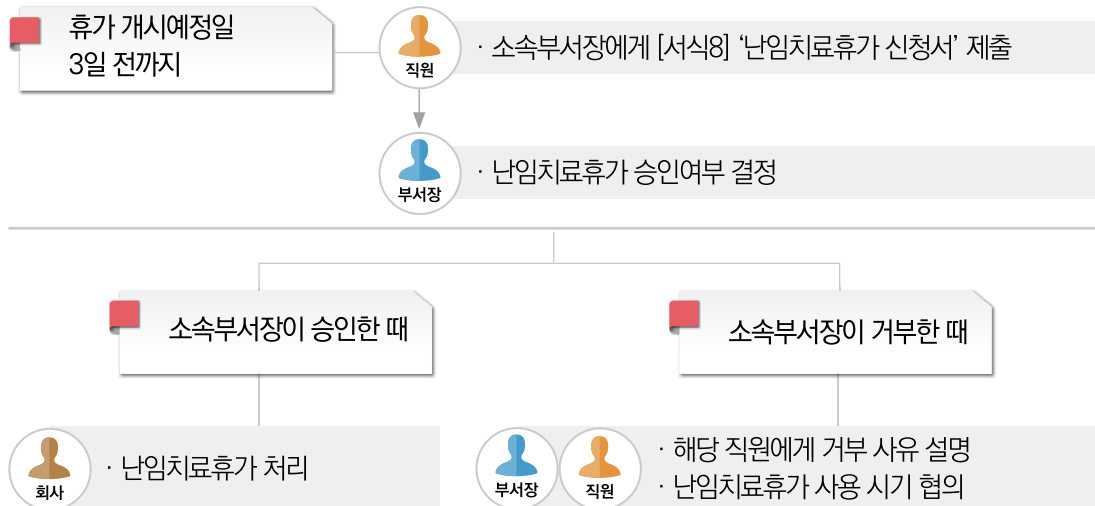 휴가 개시예정일
3일 전까지
직원
· 소속부서장에게 [서식8] ‘난임치료휴가 신청서’ 제출
부서장
· 난임치료휴가 승인여부 결정
소속부서장이 승인한 때
소속부서장이 거부한 때
회사
· 난임치료휴가 처리
부서장
직원
· 해당 직원에게 거부 사유 설명
· 난임치료휴가 사용 시기 협의